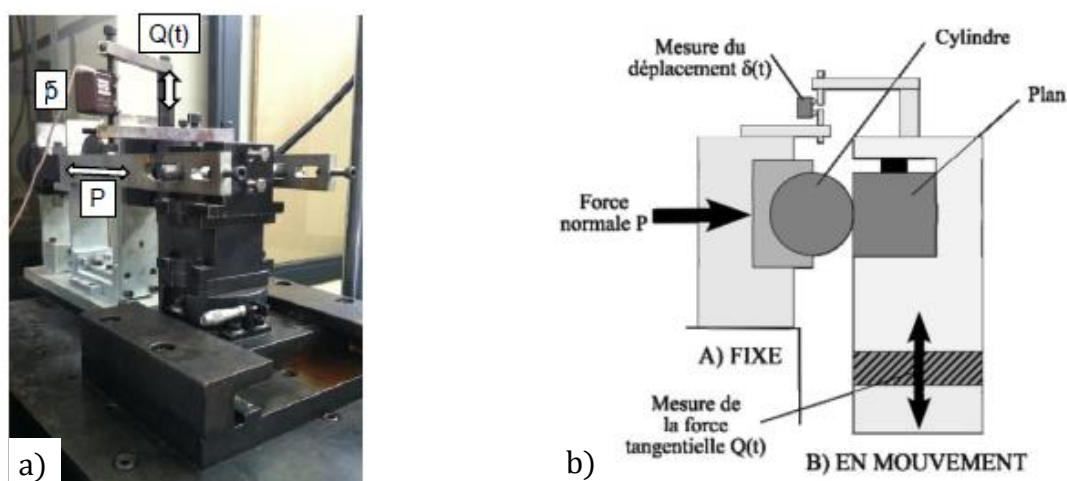 Q(t)
P
a)
Mesure du
déplacement δ(t)
Cylindre
Plan
Force
normale P
A) FIXE
Mesure de
la force
tangentielle Q(t)
B) EN MOUVEMENT
b)